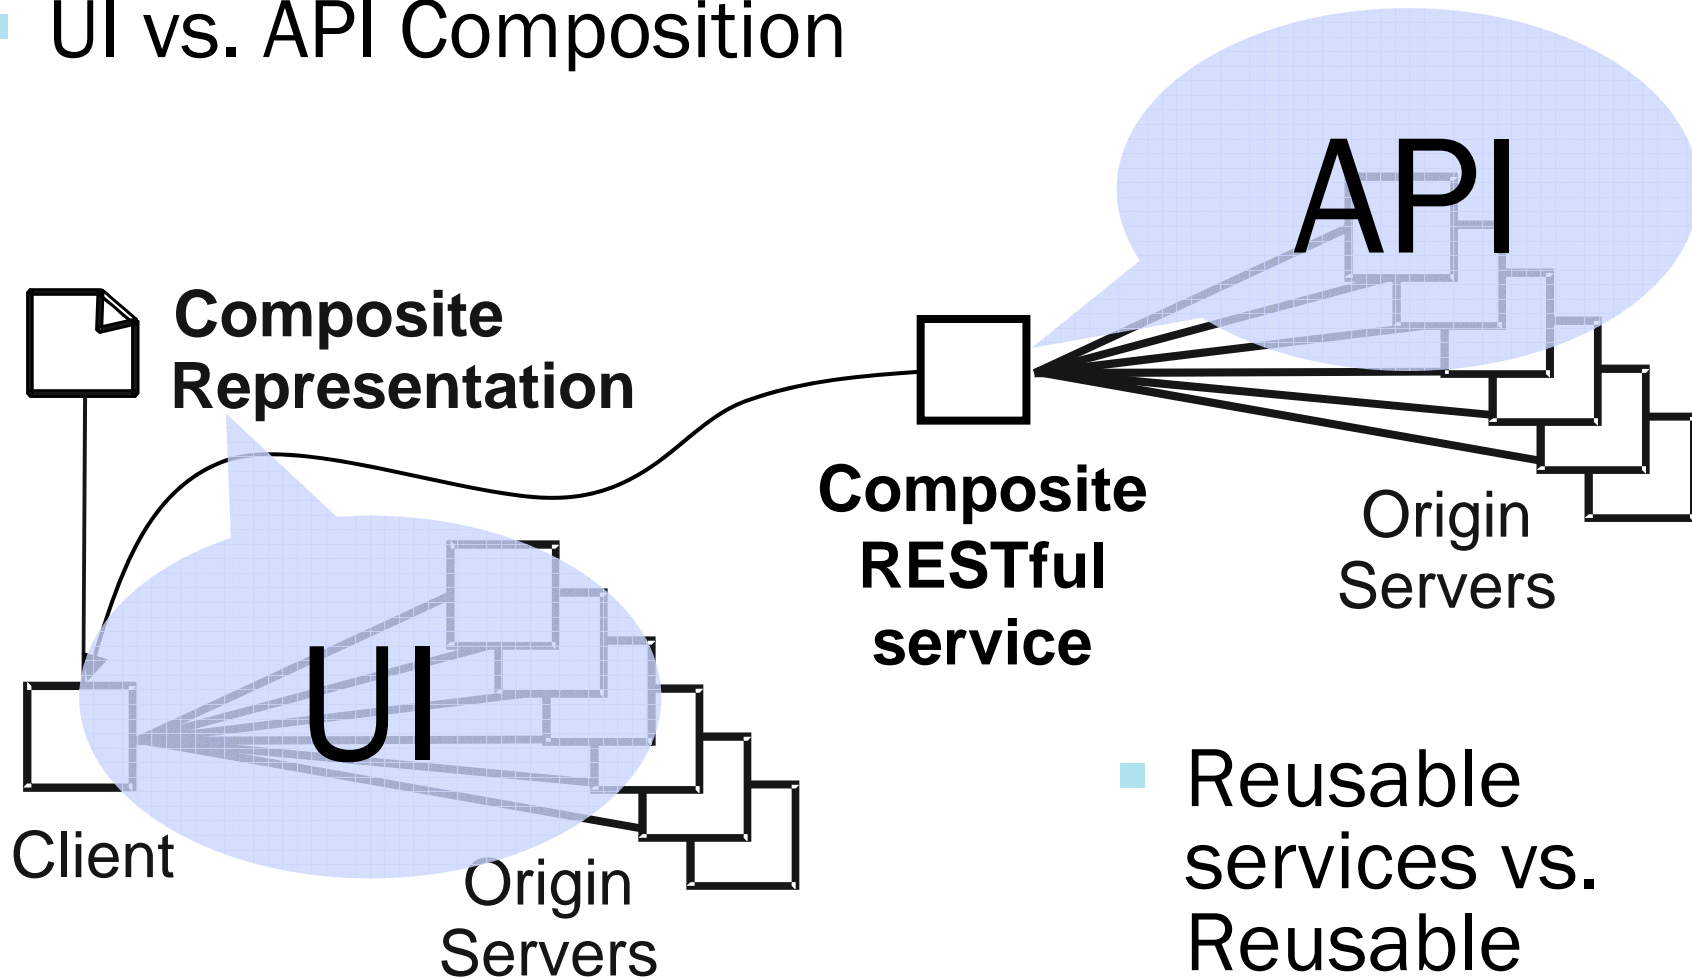 UI vs. API Composition
API
Composite
Representation
Composite
RESTful
service
Origin
Servers
UI
Client
Origin
Servers
Reusable
services vs.
Reusable